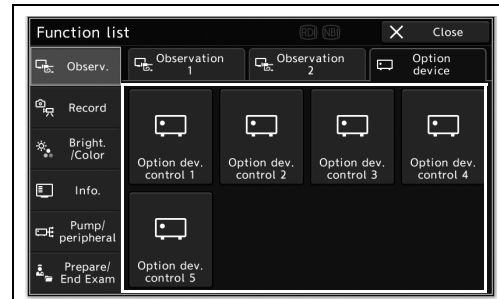 Function list
RDI NBI
Close
Observ.
Observation
1
Observation
2
Option
device
Record
Bright.
/Color
Info.
Pump/
peripheral
Prepare/
End Exam
Option dev.
control 1
Option dev.
control 2
Option dev.
control 3
Option dev.
control 4
Option dev.
control 5